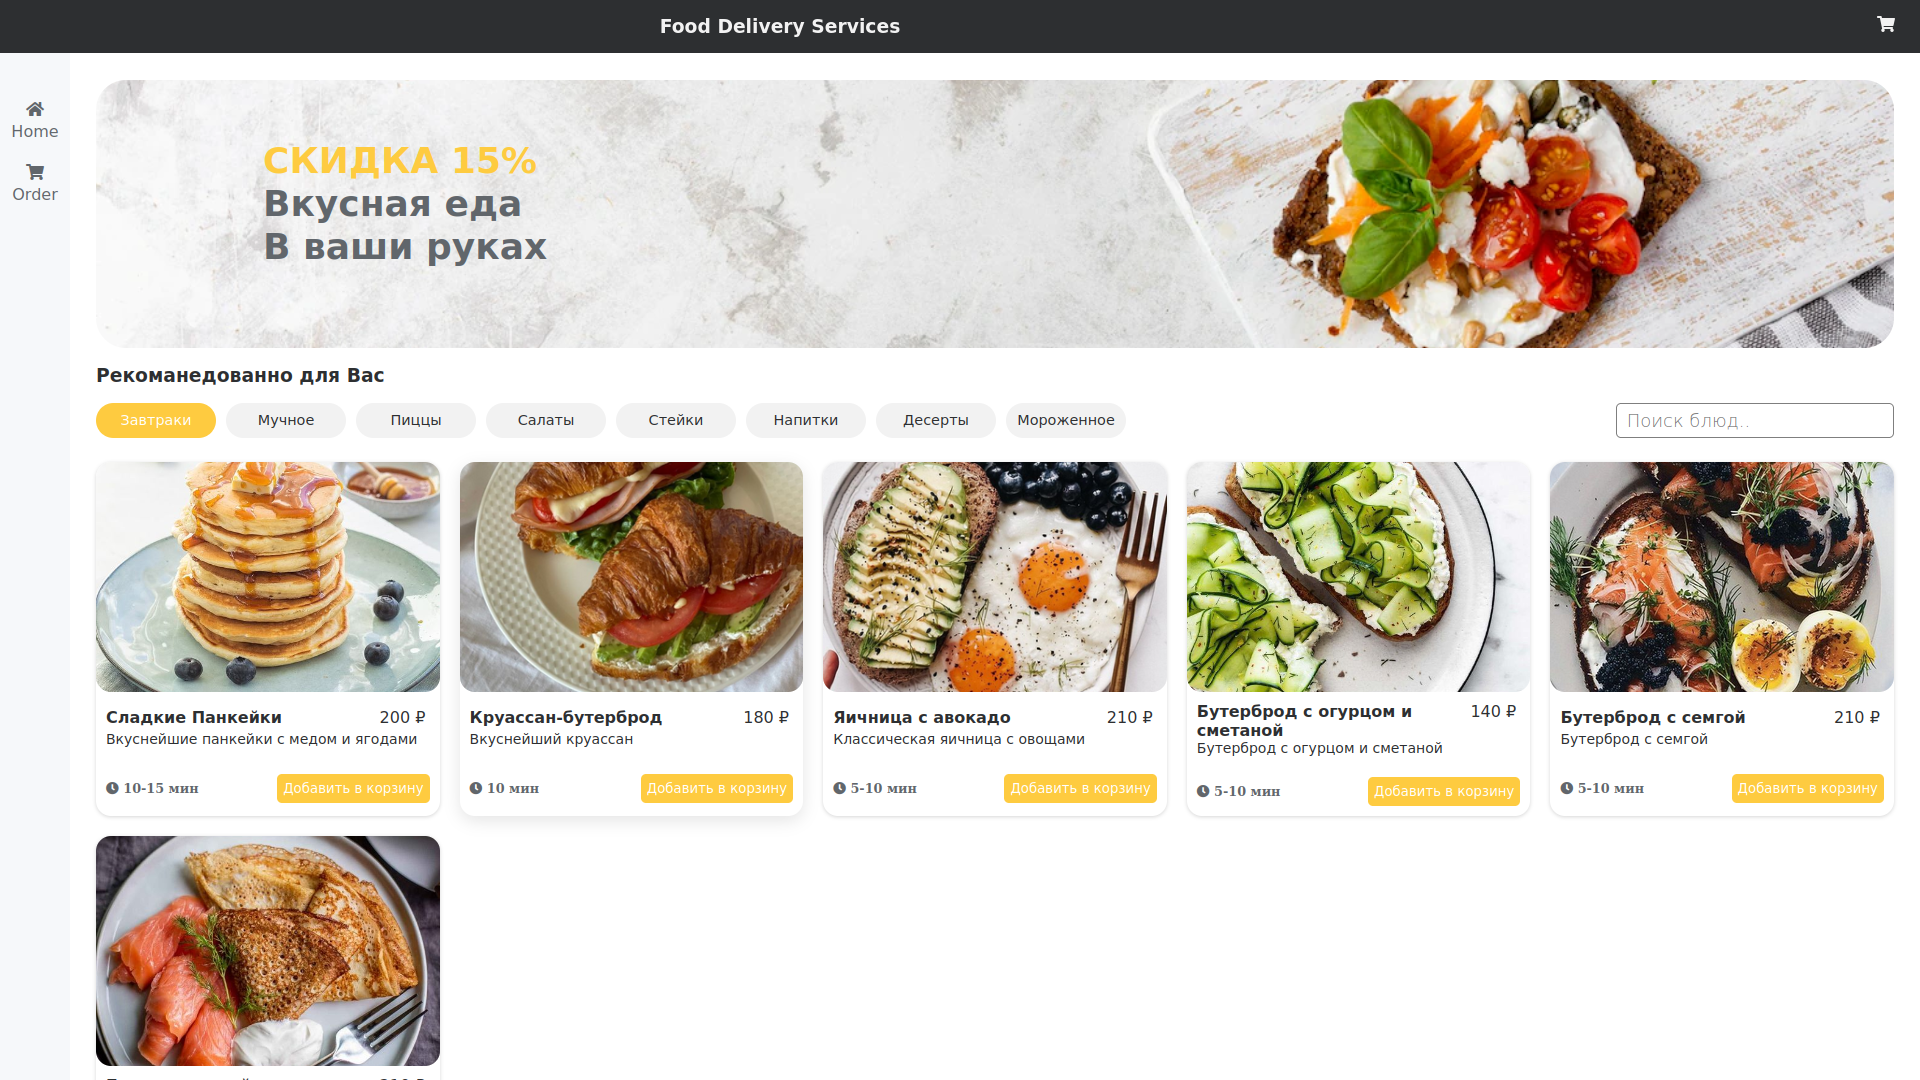 Food Delivery Services
Home
Order
СКИДКА 15%
Вкусная еда
В ваши руках
Рекоманедованно для Вас
Завтраки
Мучное
Пиццы
Салаты
Стейки
Напитки
Десерты
Мороженное
Поиск блюд..
Сладкие Панкейки
200 ₽
Вкуснейшие панкейки с медом и ягодами
10-15 мин
Добавить в корзину
Круассан-бутерброд
180 ₽
Вкуснейший круассан
10 мин
Добавить в корзину
Яичница с авокадо
210 ₽
Классическая яичница с овощами
5-10 мин
Добавить в корзину
Бутерброд с огурцом и
сметаной
140 ₽
Бутерброд с огурцом и сметаной
5-10 мин
Добавить в корзину
Бутерброд с семгой
210 ₽
Бутерброд с семгой
5-10 мин
Добавить в корзину